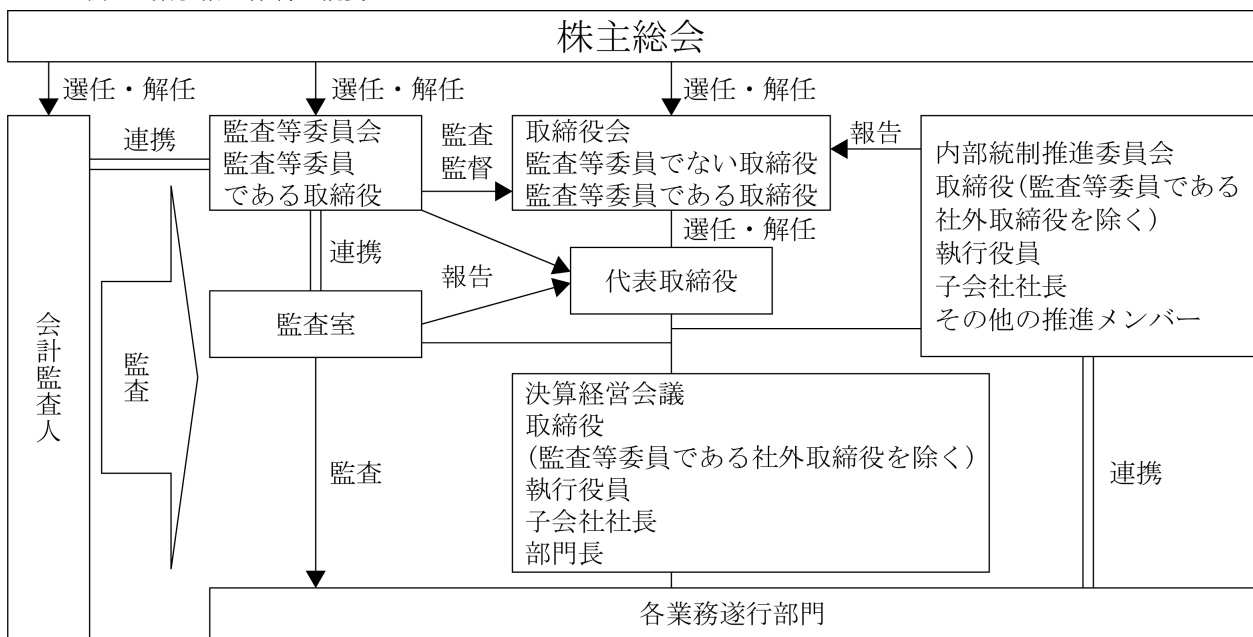 株主総会
選任・解任
選任・解任
選任・解任
連携
監査等委員会
監査等委員
である取締役
監査
監督
取締役会
監査等委員でない取締役
監査等委員である取締役
報告
内部統制推進委員会
取締役(監査等委員である
社外取締役を除く)
執行役員
子会社社長
その他の推進メンバー
選任・解任
連携
報告
代表取締役
監査室
会計監査人
監査
決算経営会議
取締役
(監査等委員である社外取締役を除く)
執行役員
子会社社長
部門長
監査
連携
各業務遂行部門